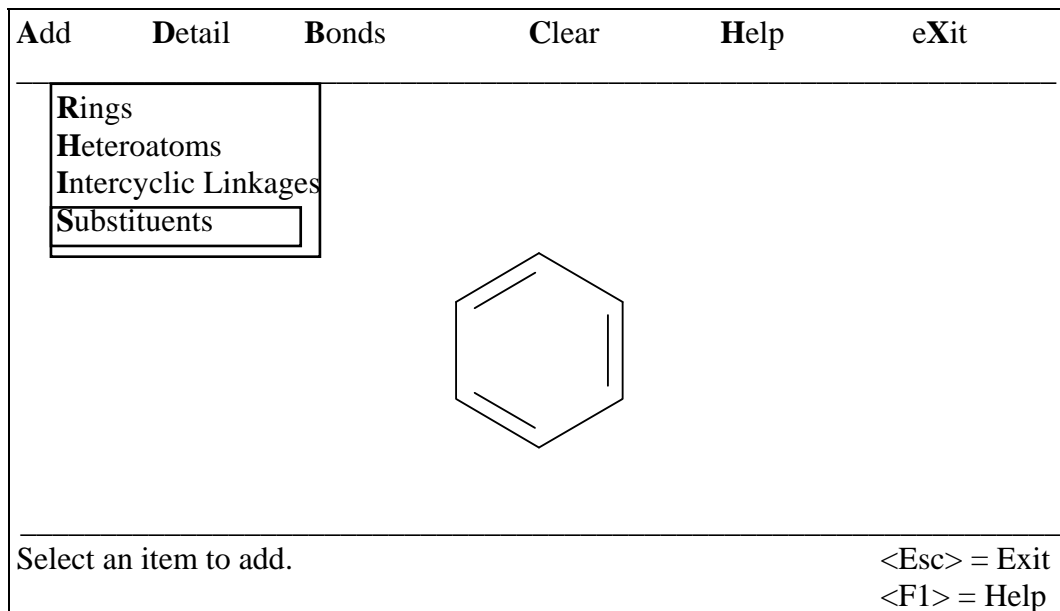 Add Detail Bonds Clear Help eXit
Rings
Heteroatoms
Intercyclic Linkages
Substituents
Select an item to add. <Esc> = Exit
<F1> = Help